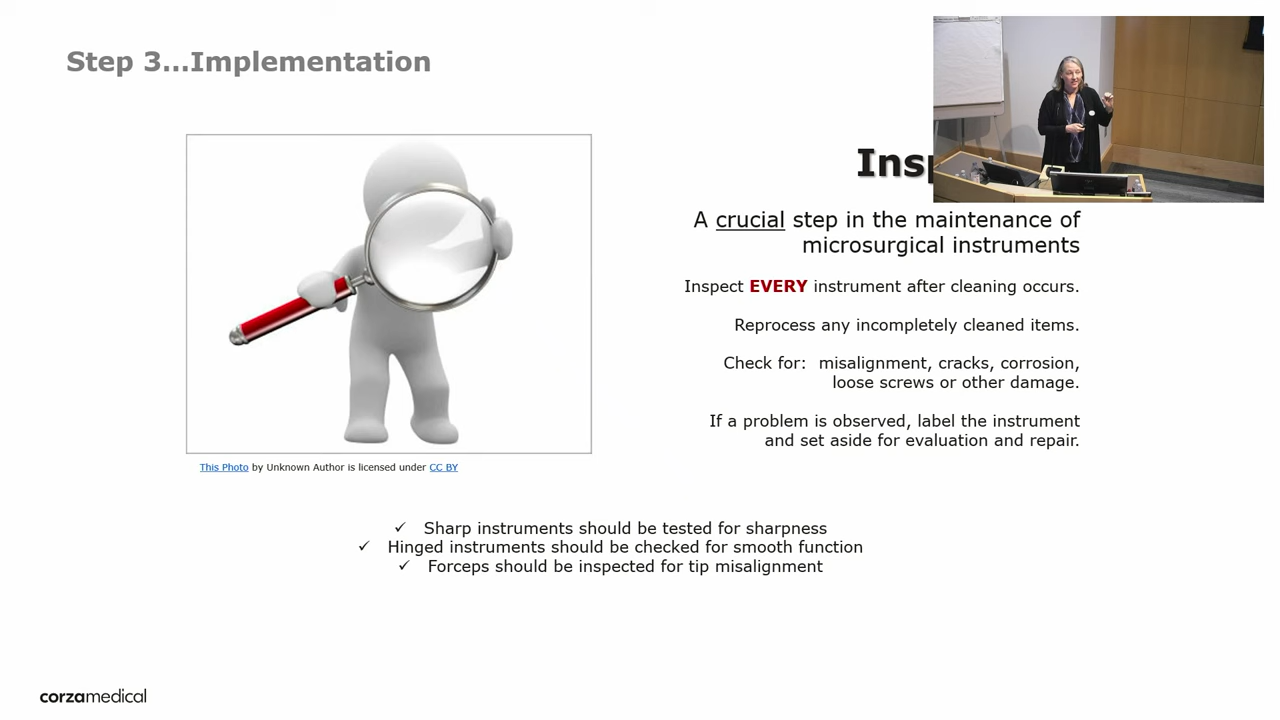 Step 3...Implementation
A crucial step in the maintenance of
microsurgical instruments
Inspect EVERY instrument after cleaning occurs.
Reprocess any incompletely cleaned items.
Check for: misalignment, cracks, corrosion,
loose screws or other damage.
If a problem is observed, label the instrument
and set aside for evaluation and repair.
This Photo by Unknown Author is licensed under CC BY
✓ Sharp instruments should be tested for sharpness
✓ Hinged instruments should be checked for smooth function
✓ Forceps should be inspected for tip misalignment
corzamedical